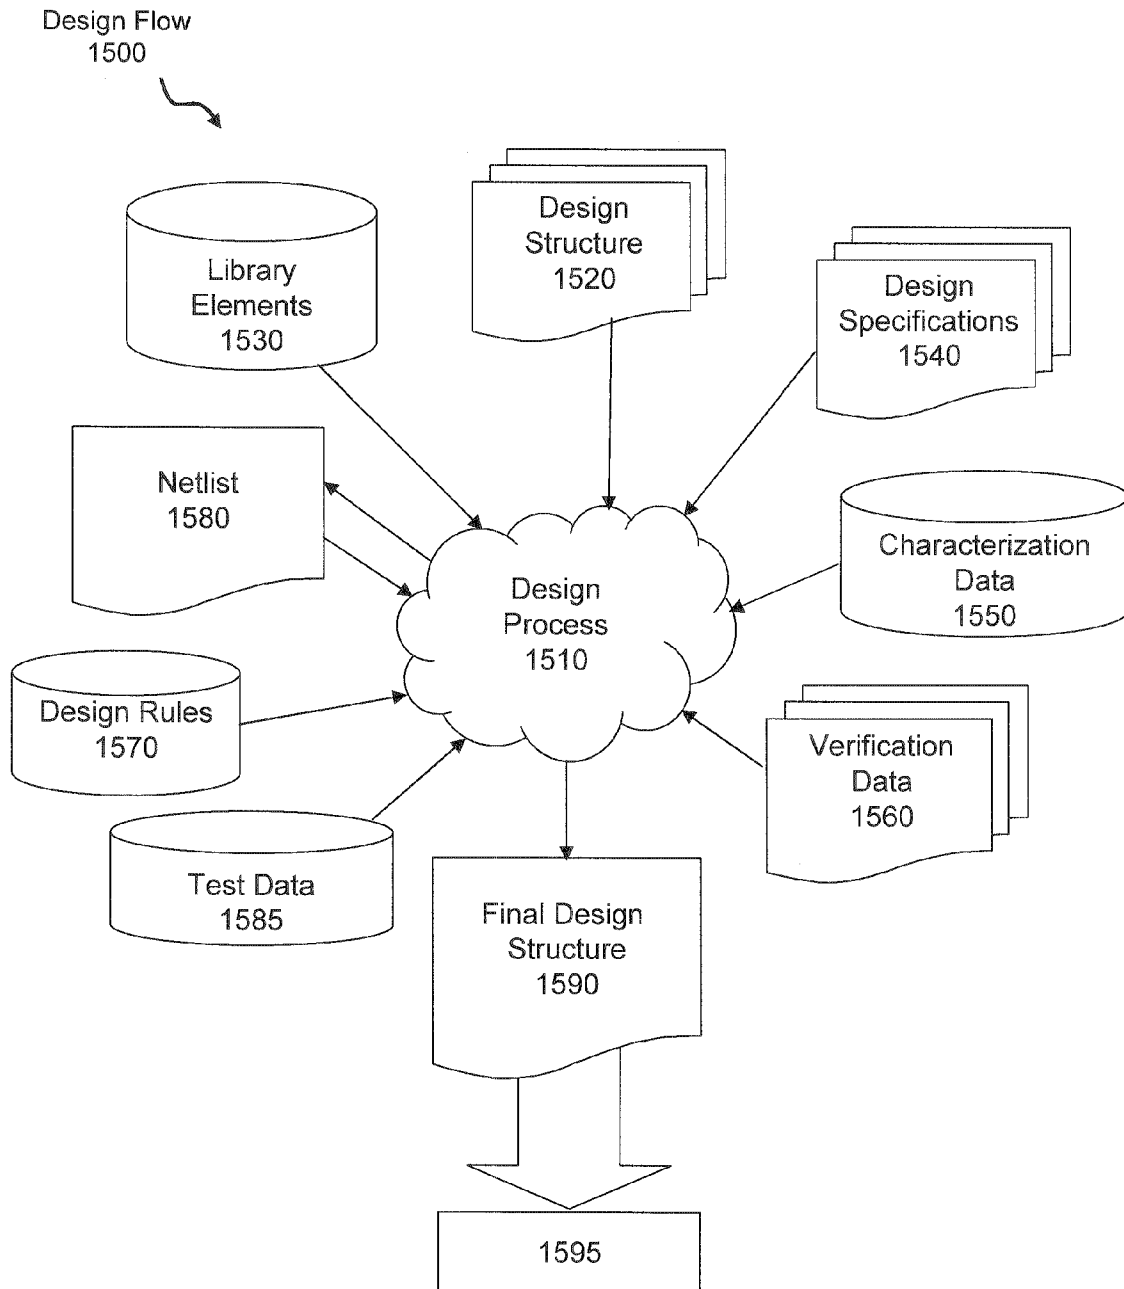 Design Flow
1500
Design
Structure
1520
Library
Elements
1530
Design
Specifications
1540
Netlist
1580
Characterization
Data
1550
Design
Process
1510
Design Rules
1570
Verification
Data
1560
Test Data
1585
Final Design
Structure
1590
1595